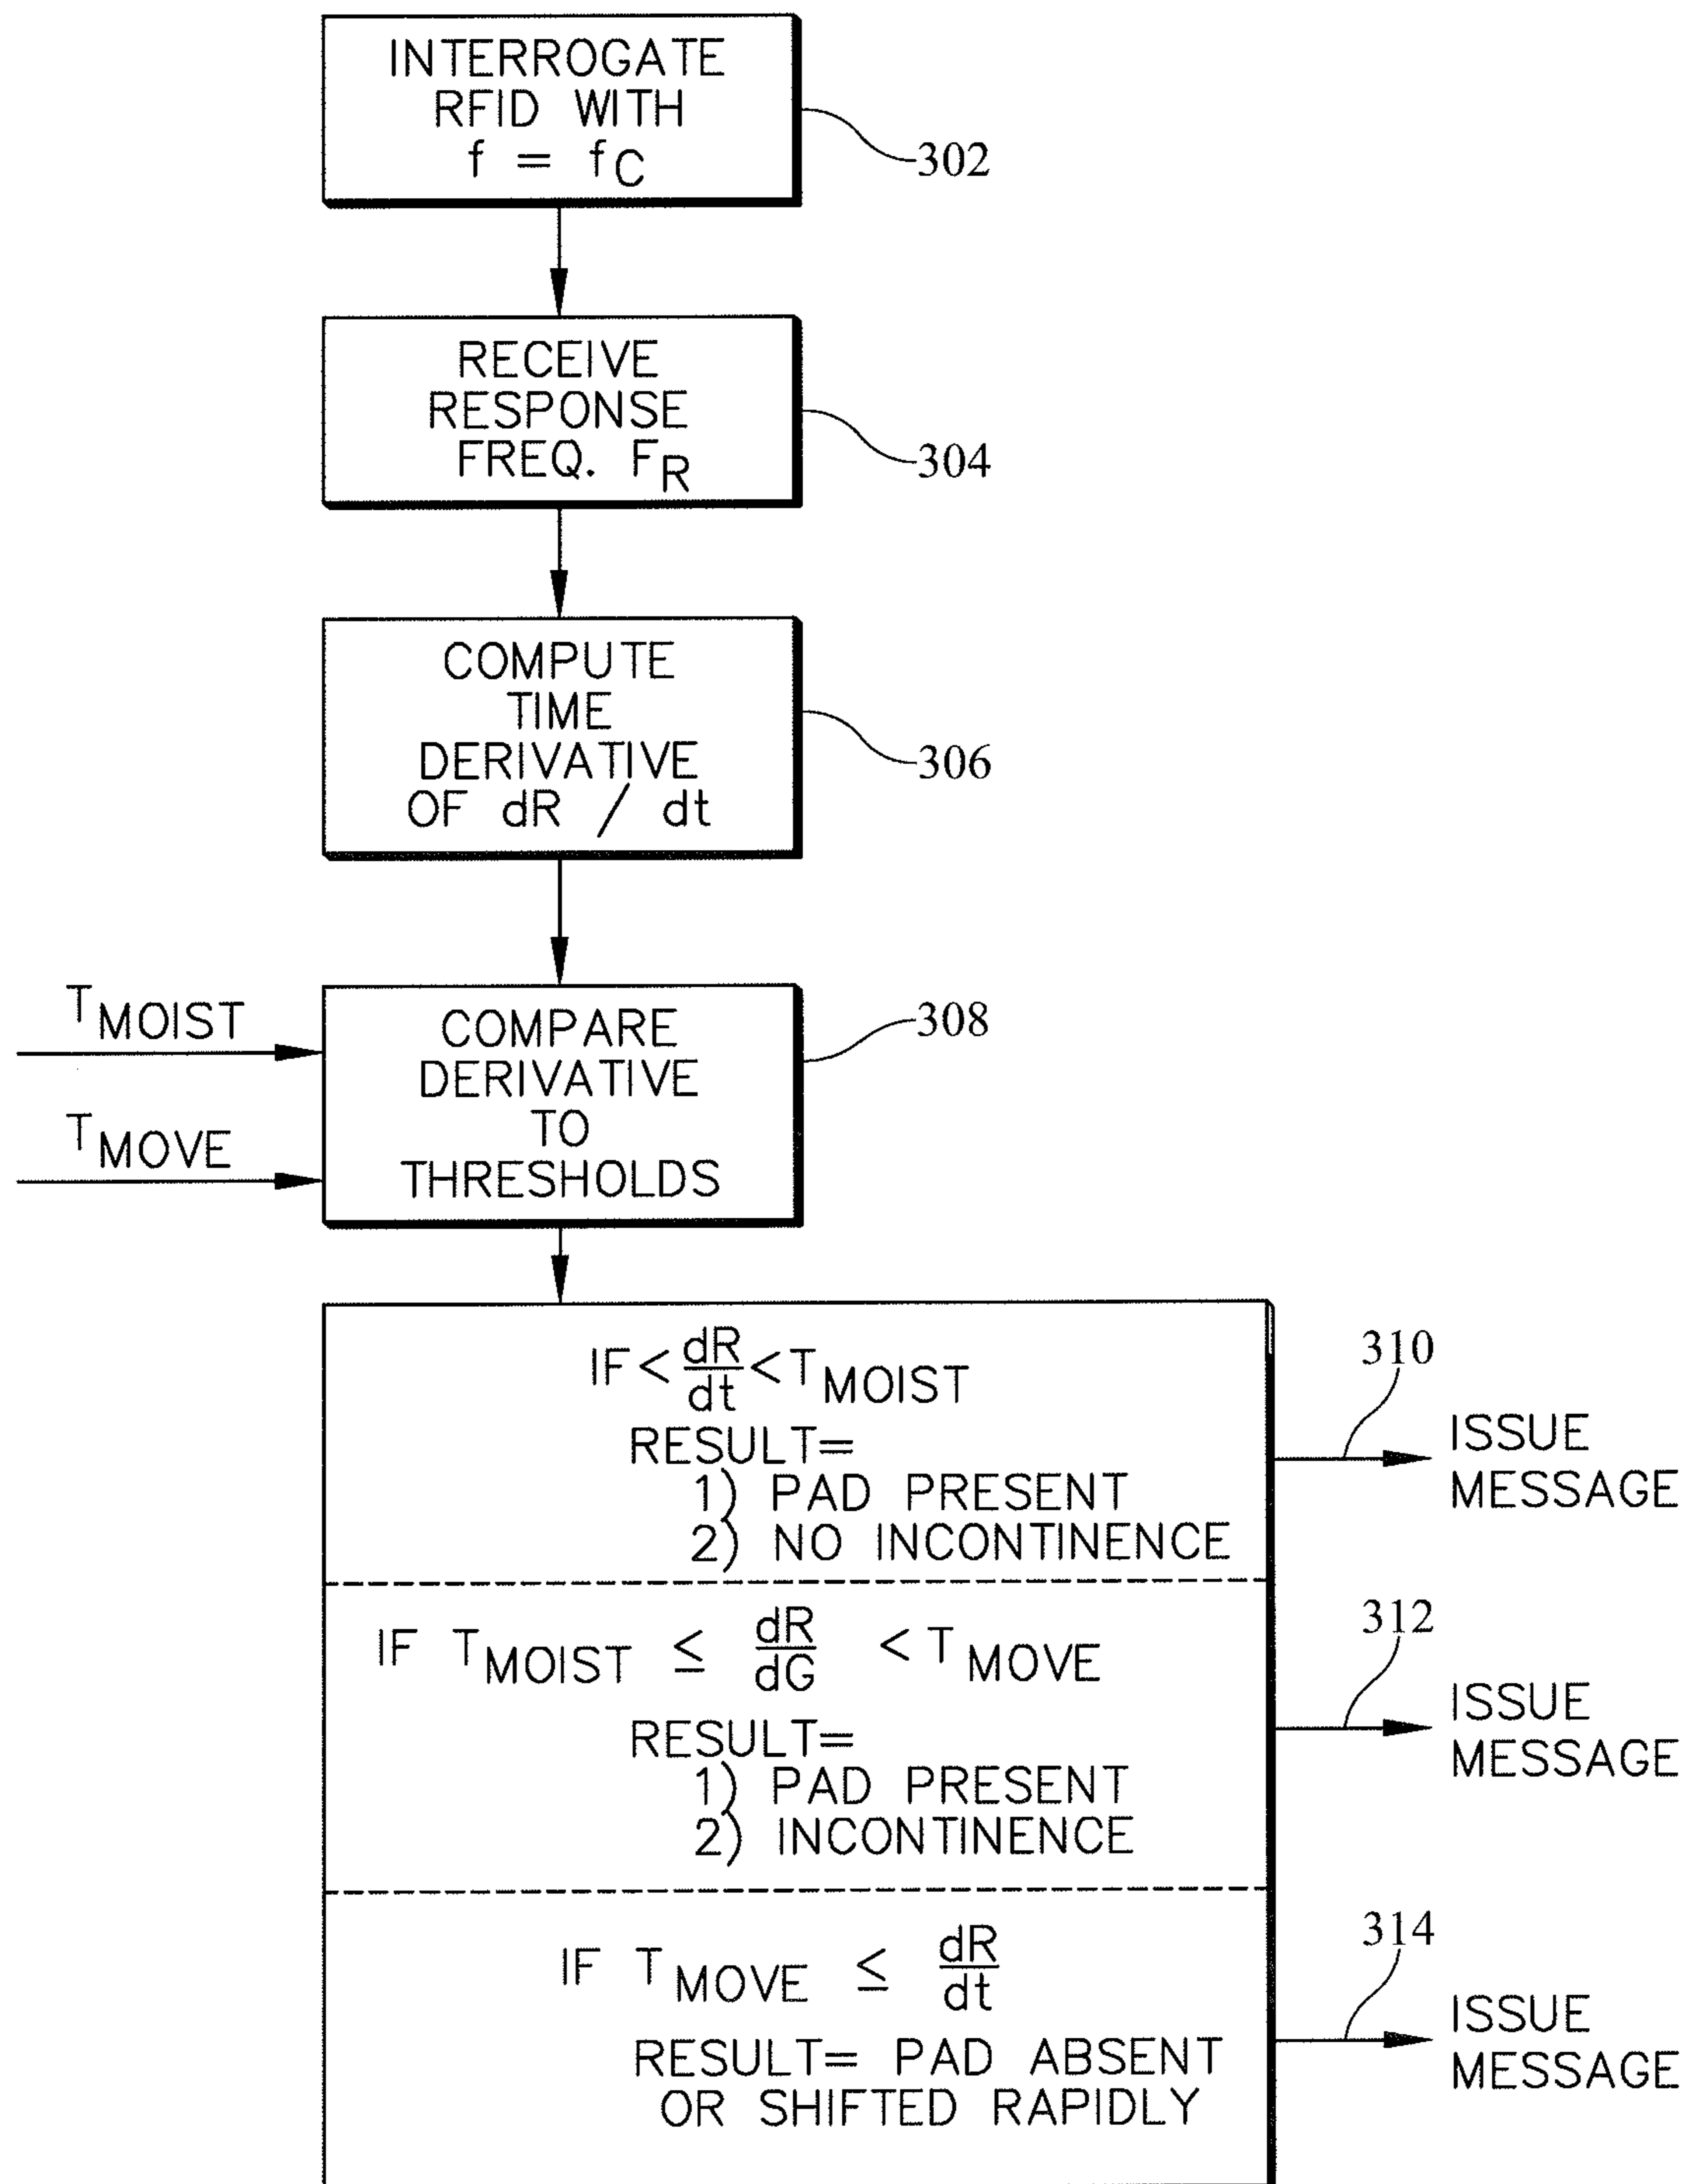 INTERROGATE
RFID WITH
f = fC
302
RECEIVE
RESPONSE
FREQ. FR
304
COMPUTE
TIME
DERIVATIVE
OF dR / dt
306
TMOIST
TMOVE
COMPARE
DERIVATIVE
TO
THRESHOLDS
308
IF < dR/dt < TMOIST
RESULT=
1) PAD PRESENT
2) NO INCONTINENCE
310
ISSUE
MESSAGE
IF TMOIST ≤ dR/dG < TMOVE
RESULT=
1) PAD PRESENT
2) INCONTINENCE
312
ISSUE
MESSAGE
IF TMOVE ≤ dR/dt
RESULT= PAD ABSENT
OR SHIFTED RAPIDLY
314
ISSUE
MESSAGE